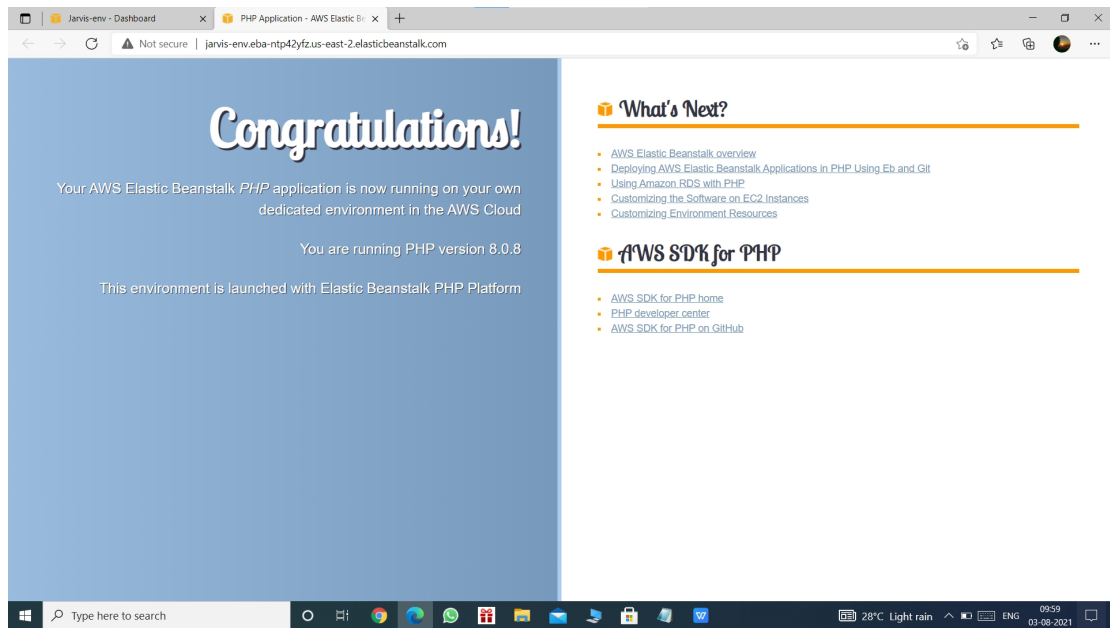 Jarvis-env - Dashboard
PHP Application - AWS Elastic Be
Not secure | jarvis-env.eba-ntp42yfz.us-east-2.elasticbeanstalk.com
Congratulations!
Your AWS Elastic Beanstalk PHP application is now running on your own
dedicated environment in the AWS Cloud
You are running PHP version 8.0.8
This environment is launched with Elastic Beanstalk PHP Platform
What's Next?
AWS Elastic Beanstalk overview
Deploying AWS Elastic Beanstalk Applications in PHP Using Eb and Git
Using Amazon RDS with PHP
Customizing the Software on EC2 Instances
Customizing Environment Resources
AWS SDK for PHP
AWS SDK for PHP home
PHP developer center
AWS SDK for PHP on GitHub
Type here to search
28°C Light rain
ENG
09:59
03-08-2021